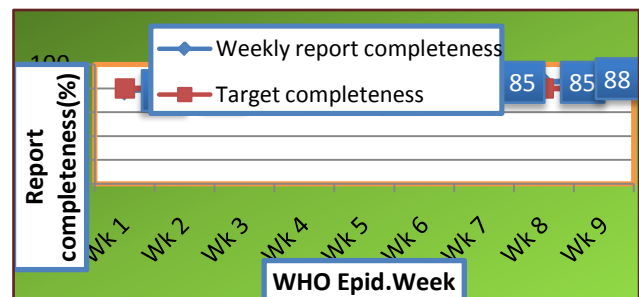 Weekly report completeness
Target completeness
100
85
85
88
Report
completeness(%)
Wk 1
Wk 2
Wk 3
Wk 4
Wk 5
Wk 6
Wk 7
Wk 8
Wk 9
WHO Epid.Week